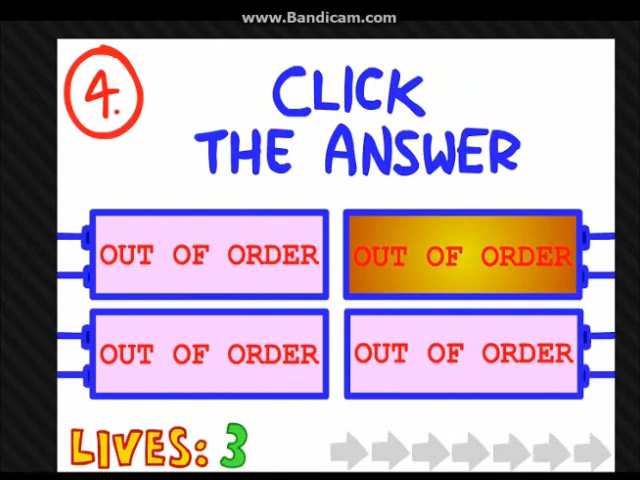 www.Bandicam.com
4.
CLICK
THE ANSWER
OUT OF ORDER
OUT OF ORDER
OUT OF ORDER
OUT OF ORDER
LIVES: 3